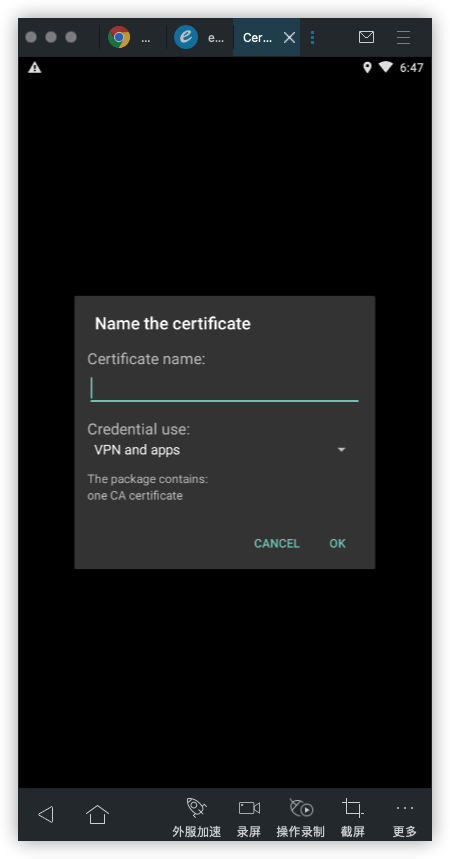 ... e... Cer...
6:47
Name the certificate
Certificate name:
Credential use:
VPN and apps
The package contains:
one CA certificate
CANCEL OK
外服加速 录屏 操作录制 截屏 更多